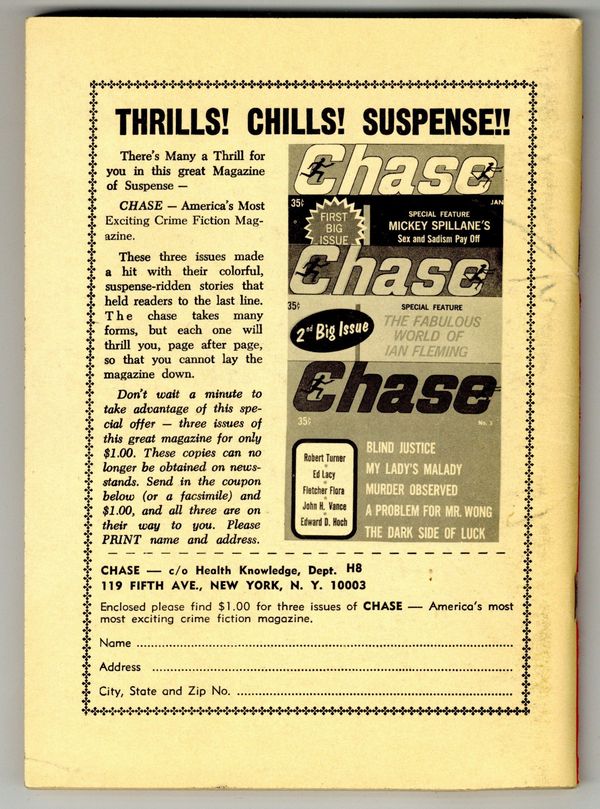 THRILLS! CHILLS! SUSPENSE!!
There's Many a Thrill for
you in this great Magazine
of Suspense —
CHASE — America's Most
Exciting Crime Fiction Mag-
azine.
These three issues made
a hit with their colorful,
suspense-ridden stories that
held readers to the last line.
The chase takes many
forms, but each one will
thrill you, page after page,
so that you cannot lay the
magazine down.
Don't wait a minute to
take advantage of this spe-
cial offer — three issues of
this great magazine for only
$1.00. These copies can no
longer be obtained on news-
stands. Send in the coupon
below (or a facsimile) and
$1.00, and all three are on
their way to you. Please
PRINT name and address.
Chase
35¢
JAN
FIRST
BIG
ISSUE
SPECIAL FEATURE
MICKEY SPILLANE'S
Sex and Sadism Pay Off
Chase
35¢
2nd Big Issue
SPECIAL FEATURE
THE FABULOUS
WORLD OF
IAN FLEMING
Chase
35¢
No. 3
Robert Turner
Ed Lacy
Fletcher Flora
John H. Vance
Edward D. Hoch
BLIND JUSTICE
MY LADY'S MALADY
MURDER OBSERVED
A PROBLEM FOR MR. WONG
THE DARK SIDE OF LUCK
CHASE — c/o Health Knowledge, Dept. H8
119 FIFTH AVE., NEW YORK, N. Y. 10003
Enclosed please find $1.00 for three issues of CHASE — America's most
most exciting crime fiction magazine.
Name
Address
City, State and Zip No.